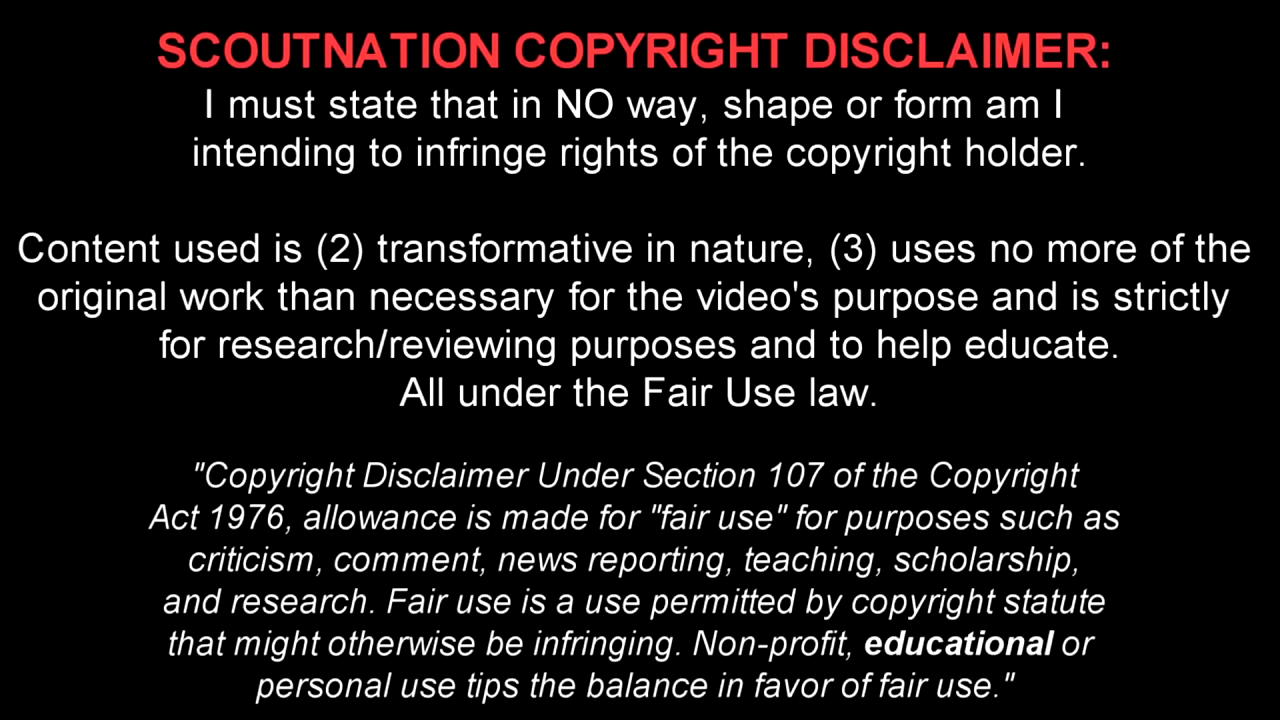 SCOUTNATION COPYRIGHT DISCLAIMER:
I must state that in NO way, shape or form am I
intending to infringe rights of the copyright holder.
Content used is (2) transformative in nature, (3) uses no more of the
original work than necessary for the video's purpose and is strictly
for research/reviewing purposes and to help educate.
All under the Fair Use law.
"Copyright Disclaimer Under Section 107 of the Copyright
Act 1976, allowance is made for "fair use" for purposes such as
criticism, comment, news reporting, teaching, scholarship,
and research. Fair use is a use permitted by copyright statute
that might otherwise be infringing. Non-profit, educational or
personal use tips the balance in favor of fair use."